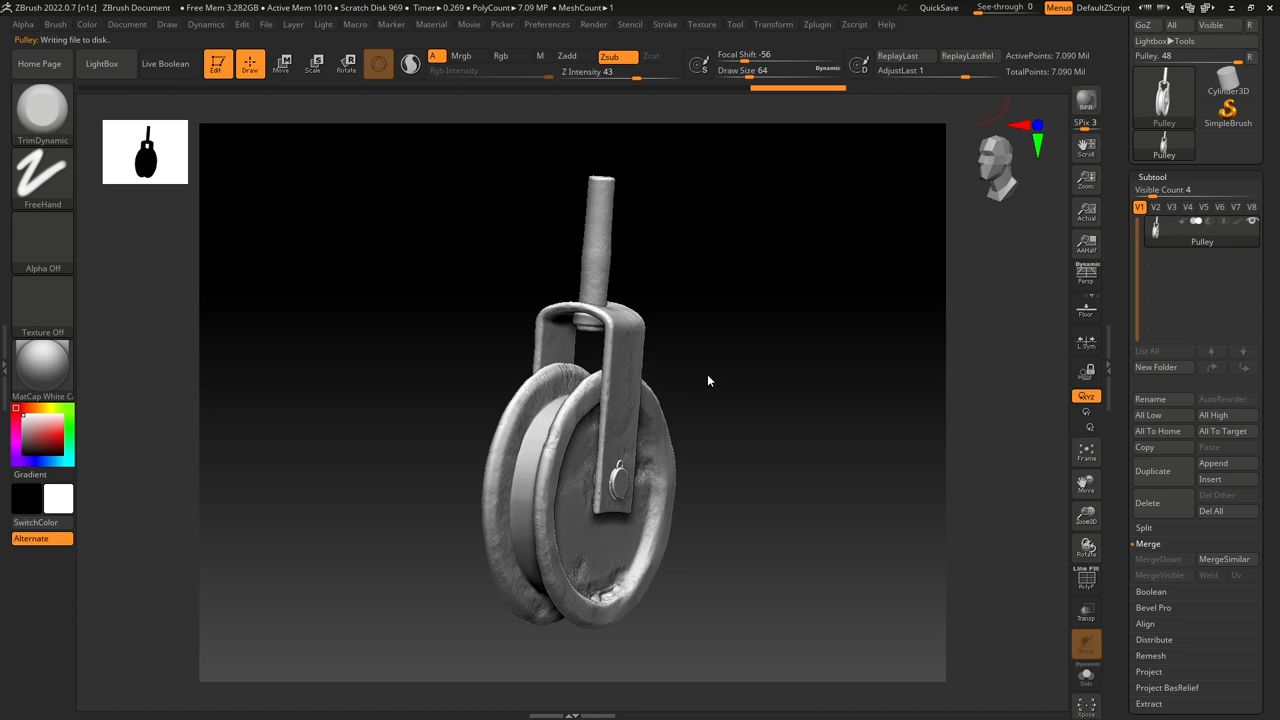 ZBrush 2022.0.7 [n1z] ZBrush Document • Free Mem 3.282GB • Active Mem 1010 • Scratch Disk 969 • Timer▶0.269 • PolyCount▶7.09 MP • MeshCount▶1 AC QuickSave See-through 0 Menus DefaultZScript
Alpha Brush Color Document Draw Dynamics Edit File Layer Light Macro Marker Material Movie Picker Preferences Render Stencil Stroke Texture Tool Transform Zplugin Zscript Help
Pulley: Writing file to disk..
Home Page LightBox Live Boolean Edit Draw Move Scale Rotate
A Mrgb Rgb M Zadd Zsub Zcut
Rgb Intensity Z Intensity 43
S Focal Shift -56
Draw Size 64 Dynamic
D ReplayLast ReplayLastRel
AdjustLast 1
ActivePoints: 7.090 Mil
TotalPoints: 7.090 Mil
TrimDynamic
FreeHand
Alpha Off
Texture Off
MatCap White C
Gradient
SwitchColor
Alternate
BPR
SPix 3
Scroll
Zoom
Actual
AAHalf
Dynamic
Persp
Floor
L.Sym
XYZ
Frame
Move
Zoom3D
Rotate
Line Fill
PolyF
Transp
Dynamic
Solo
Xpose
GoZ All Visible R
Lightbox▶Tools
Pulley. 48 R
Pulley
Cylinder3D
SimpleBrush
Pulley
Subtool
Visible Count 4
V1 V2 V3 V4 V5 V6 V7 V8
Pulley
List All
New Folder
Rename AutoReorder
All Low All High
All To Home All To Target
Copy Paste
Duplicate Append
Insert
Delete Del Other
Del All
Split
Merge
MergeDown MergeSimilar
MergeVisible Weld Uv
Boolean
Bevel Pro
Align
Distribute
Remesh
Project
Project BasRelief
Extract